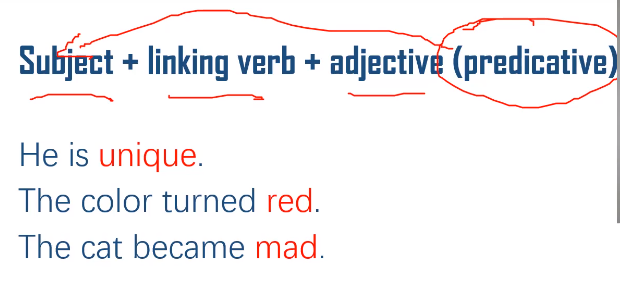 Subject + linking verb + adjective (predicative)
He is unique.
The color turned red.
The cat became mad.